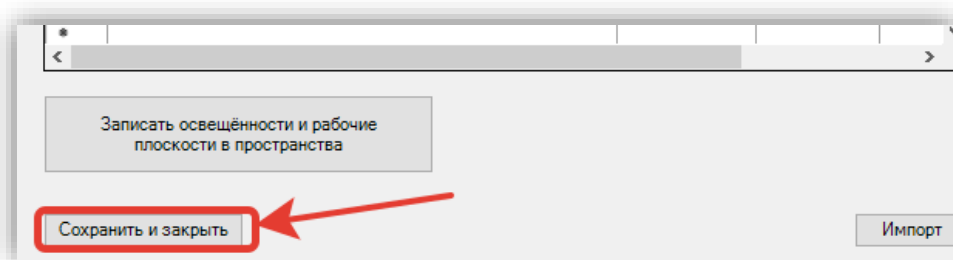 Записать освещённости и рабочие
плоскости в пространства
Сохранить и закрыть
Импорт